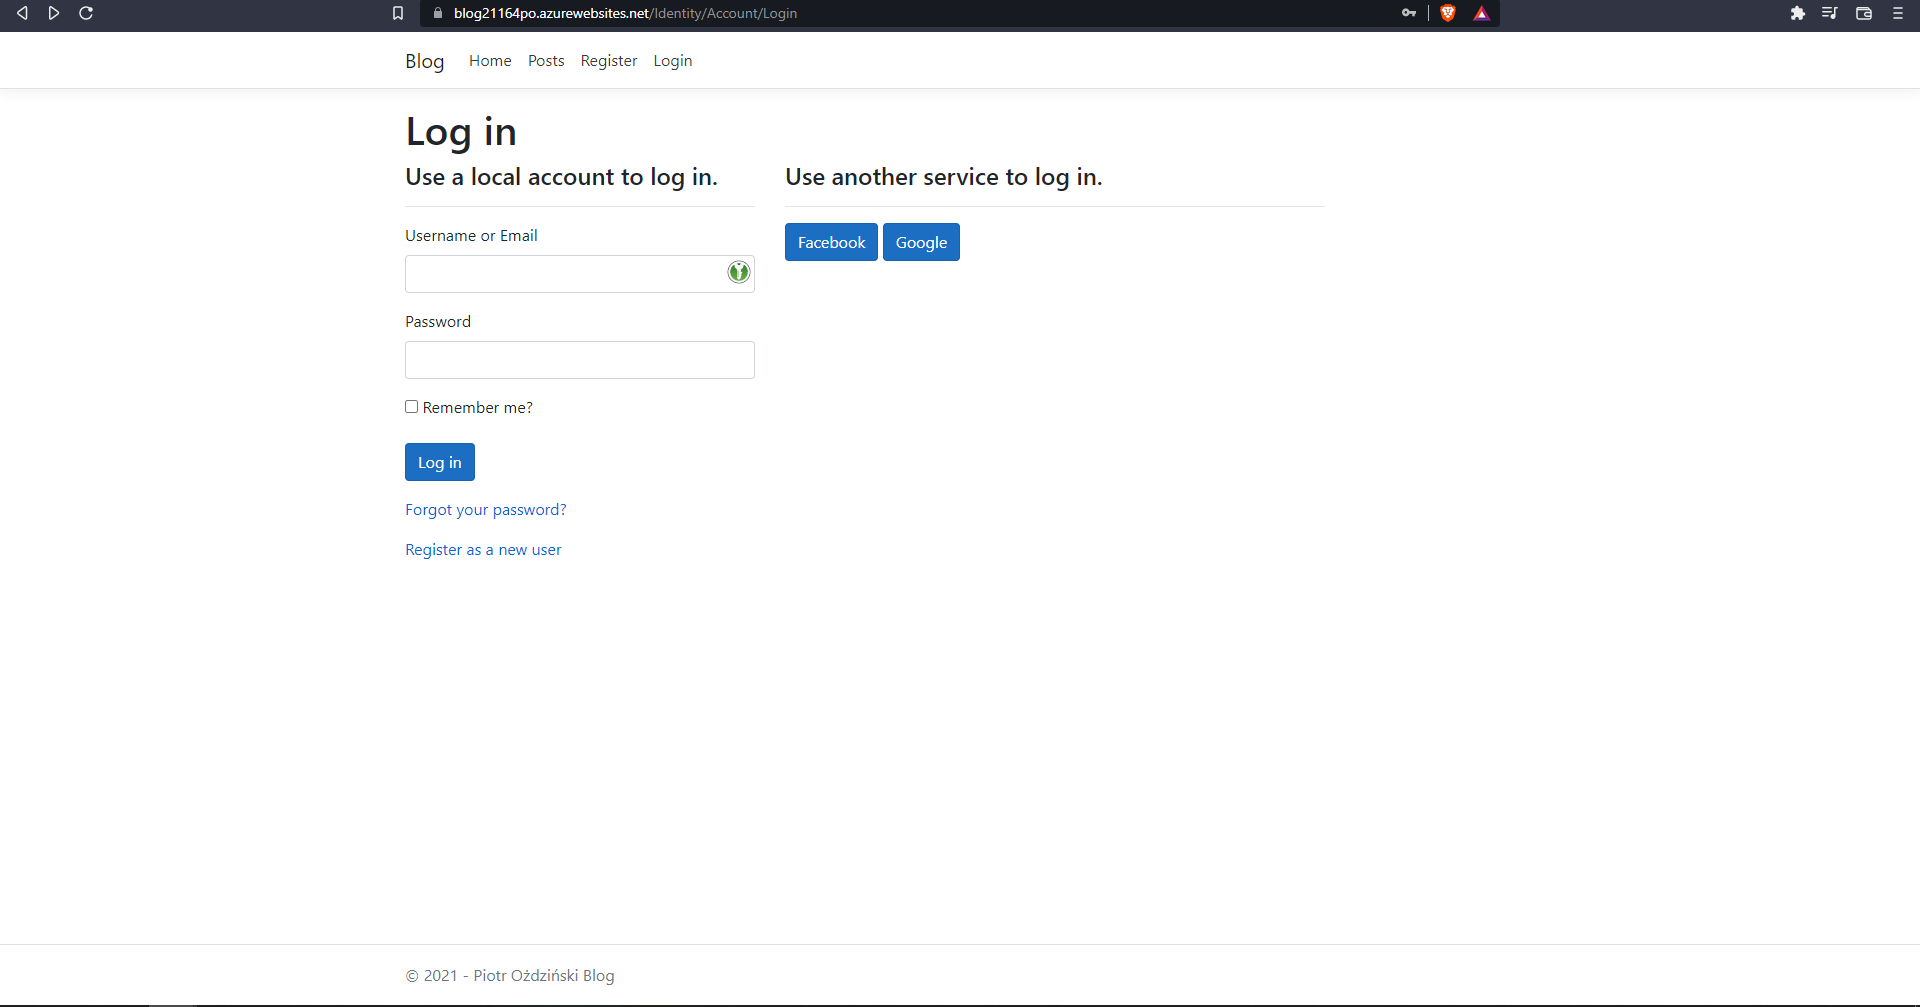 blog21164po.azurewebsites.net/Identity/Account/Login
Blog Home Posts Register Login
Log in
Use a local account to log in.
Username or Email
Password
Remember me?
Log in
Forgot your password?
Register as a new user
Use another service to log in.
Facebook Google
© 2021 - Piotr Ożdziński Blog